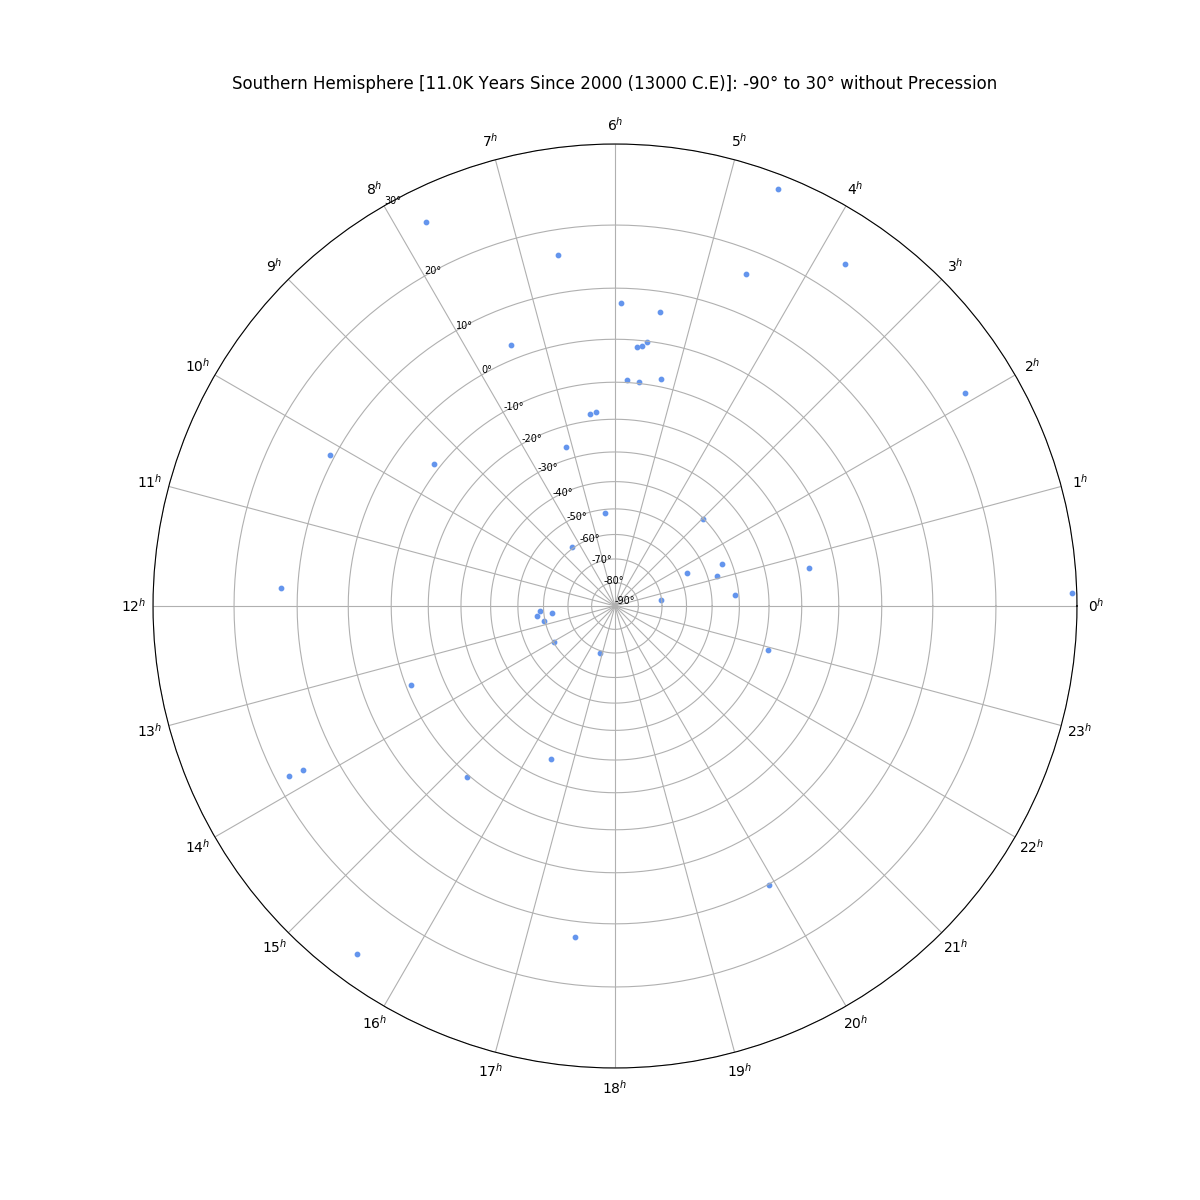 Southern Hemisphere [11.0K Years Since 2000 (13000 C.E)]: -90° to 30° without Precession
6ʰ
7ʰ
5ʰ
8ʰ
4ʰ
30°
9ʰ
3ʰ
20°
10°
10ʰ
2ʰ
0°
-10°
-20°
-30°
11ʰ
1ʰ
-40°
-50°
-60°
-70°
-80°
-90°
12ʰ
0ʰ
13ʰ
23ʰ
14ʰ
22ʰ
15ʰ
21ʰ
16ʰ
20ʰ
17ʰ
19ʰ
18ʰ